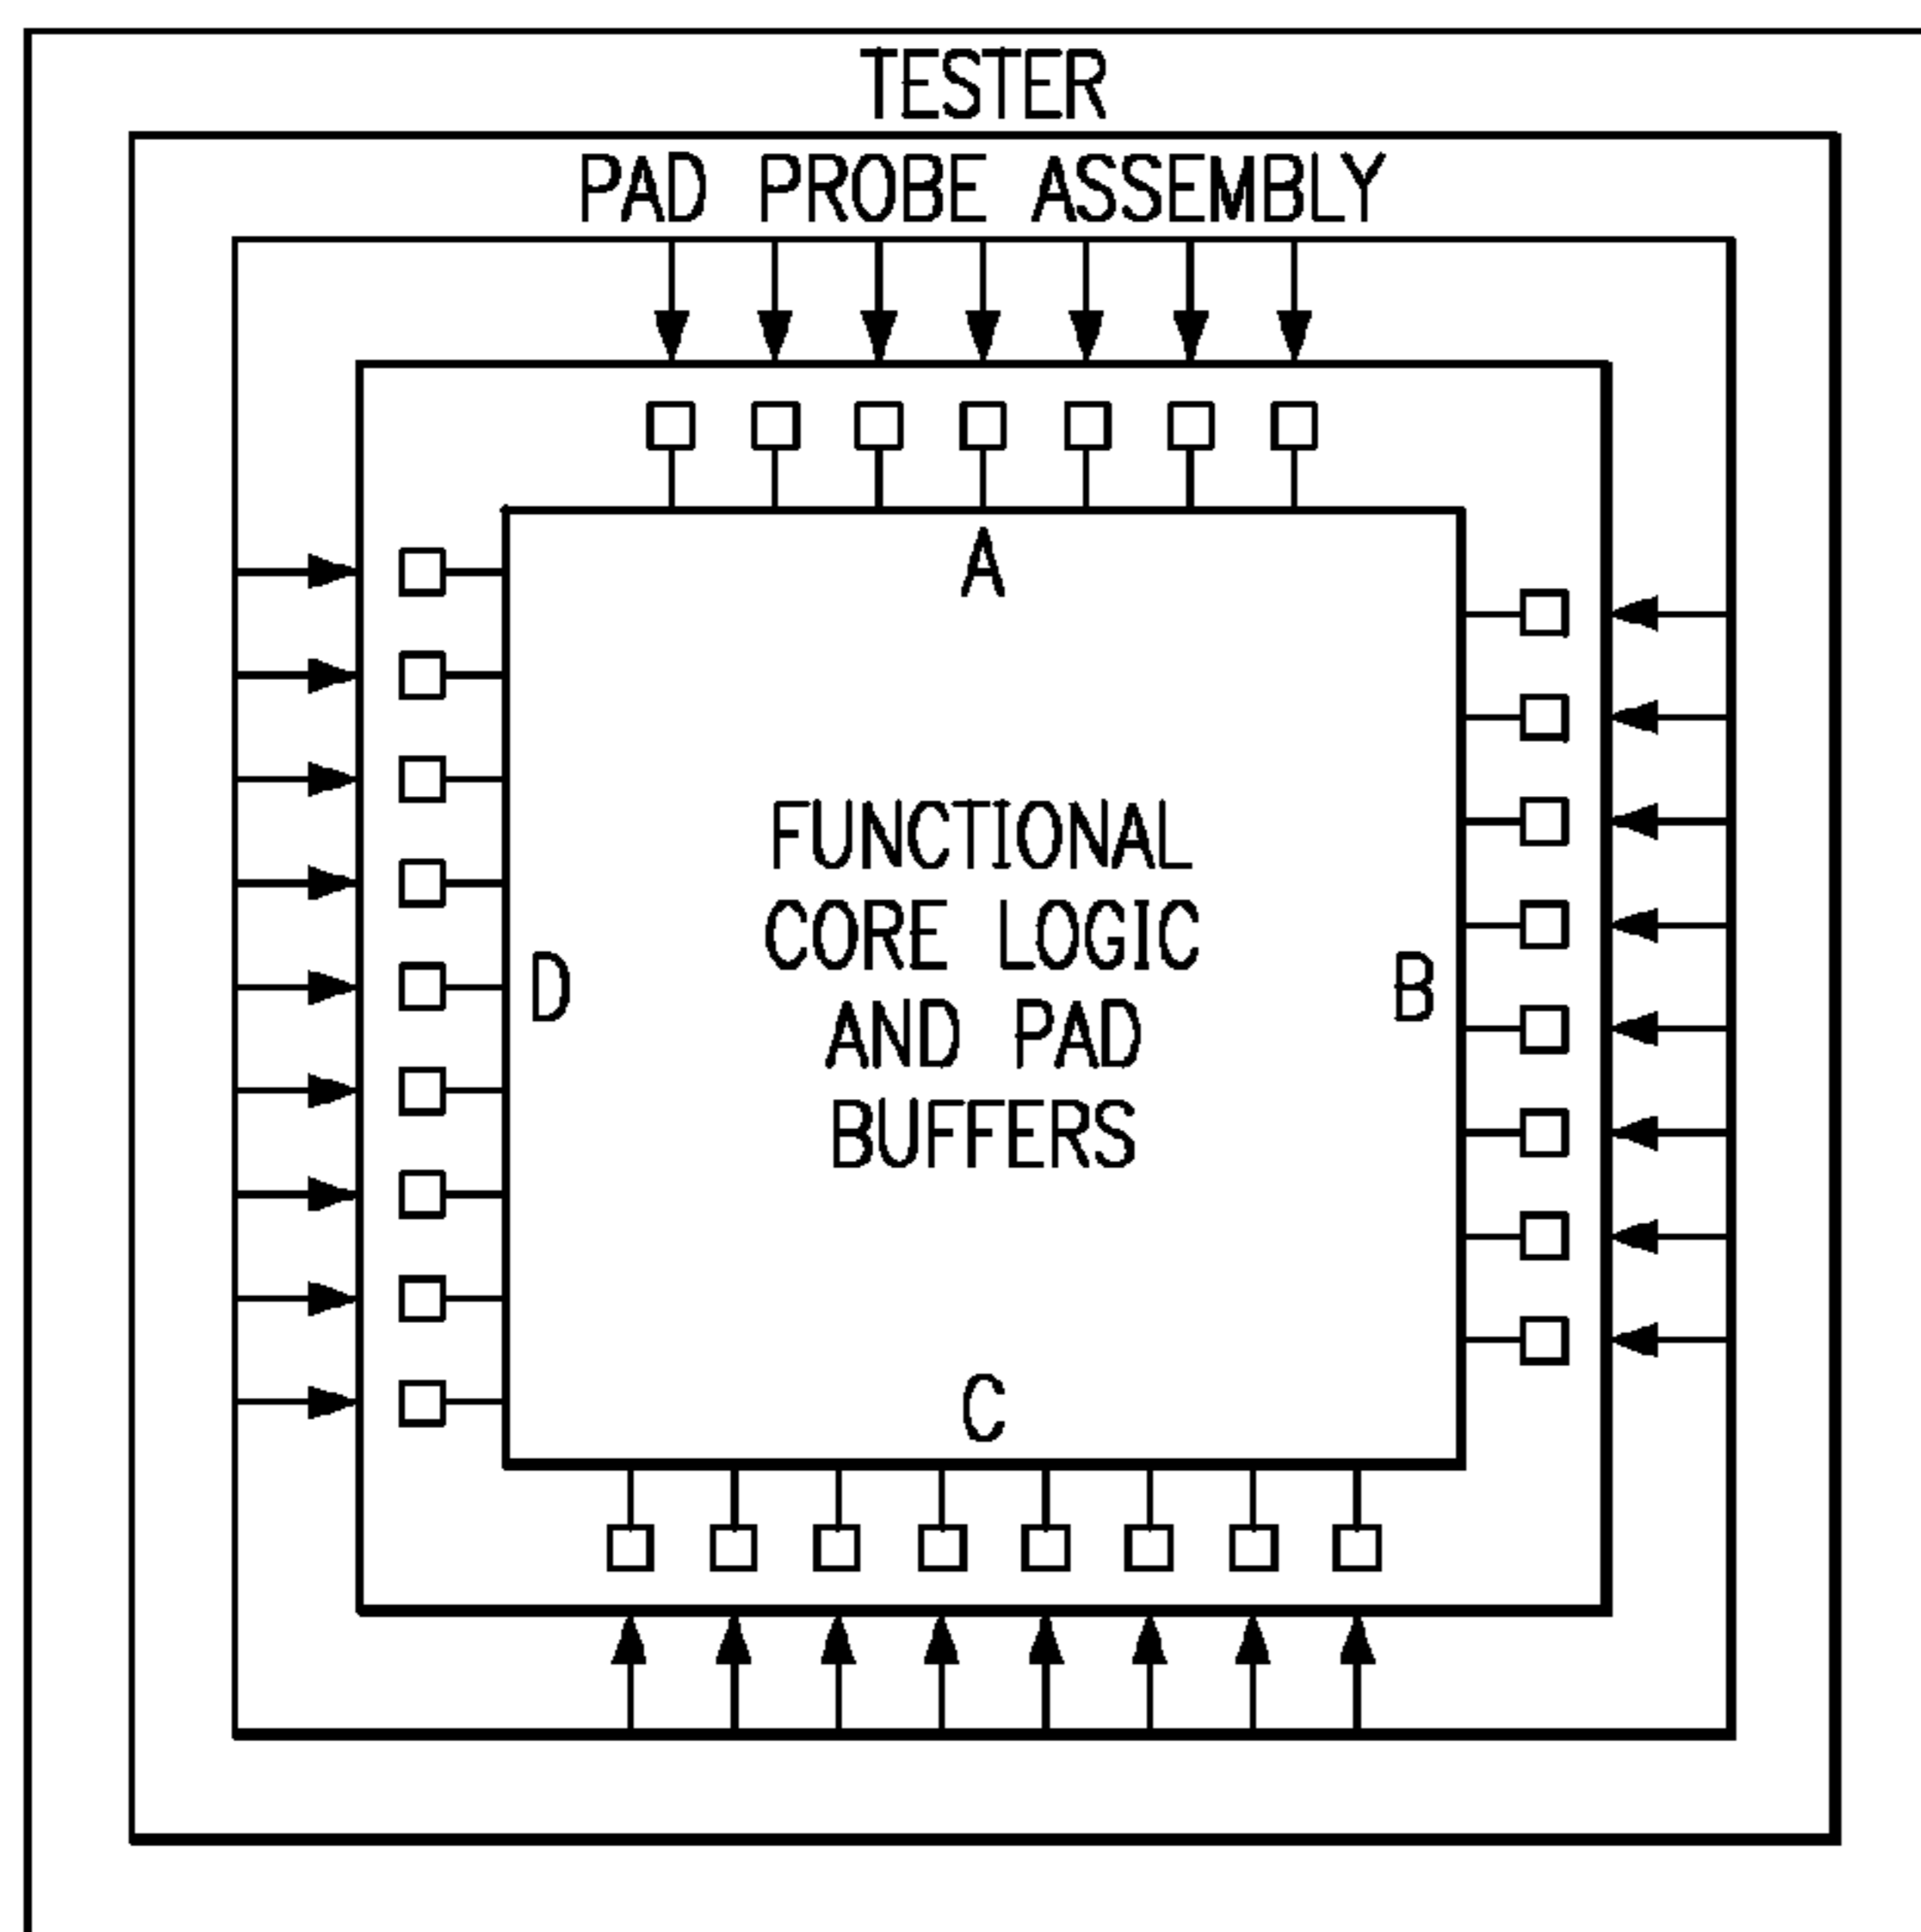 TESTER
PAD PROBE ASSEMBLY
A
FUNCTIONAL
CORE LOGIC
D
B
AND PAD
BUFFERS
C